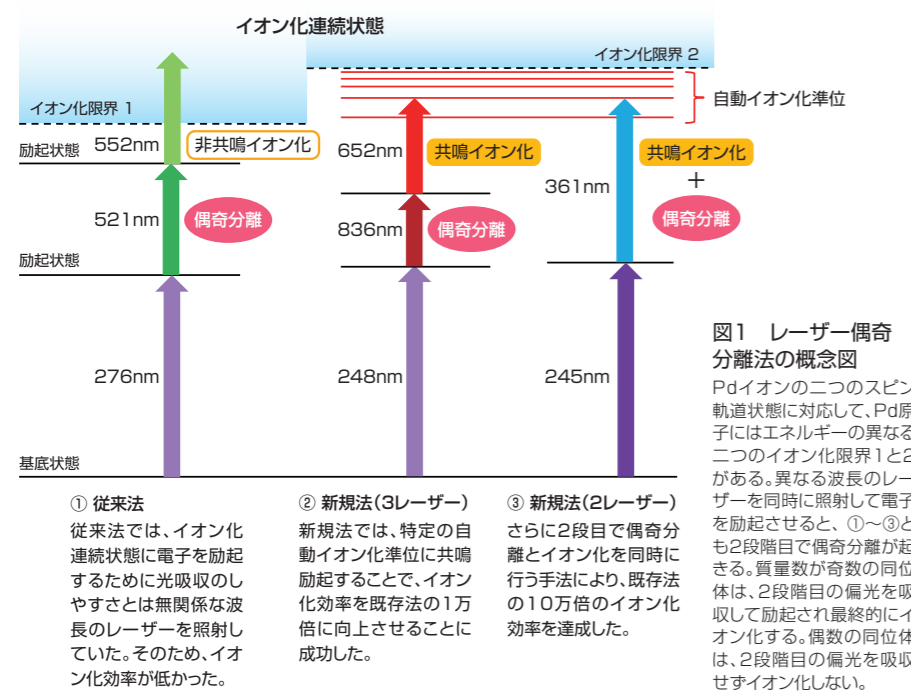 イオン化連続状態
イオン化限界 2
自動イオン化準位
イオン化限界 1
励起状態
552nm
非共鳴イオン化
652nm
共鳴イオン化
共鳴イオン化
+
偶奇分離
361nm
521nm
偶奇分離
836nm
偶奇分離
励起状態
276nm
248nm
245nm
基底状態
① 従来法
従来法では、イオン化
連続状態に電子を励起
するために光吸収のし
やすさとは無関係な波
長のレーザーを照射し
ていた。そのため、イオ
ン化効率が低かった。
② 新規法(3レーザー)
新規法では、特定の自
動イオン化準位に共鳴
励起することで、イオン
化効率を既存法の1万
倍に向上させることに
成功した。
③ 新規法(2レーザー)
さらに2段目で偶奇分
離とイオン化を同時に
行う手法により、既存法
の10万倍のイオン化
効率を達成した。
図1 レーザー偶奇
分離法の概念図
Pdイオンの二つのスピン
軌道状態に対応して、Pd原
子にはエネルギーの異なる
二つのイオン化限界1と2
がある。異なる波長のレー
ザーを同時に照射して電子
を励起させると、①～③と
も2段階目で偶奇分離が起
きる。質量数が奇数の同位
体は、2段階目の偏光を吸
収して励起され最終的にイ
オン化する。偶数の同位体
は、2段階目の偏光を吸収
せずイオン化しない。